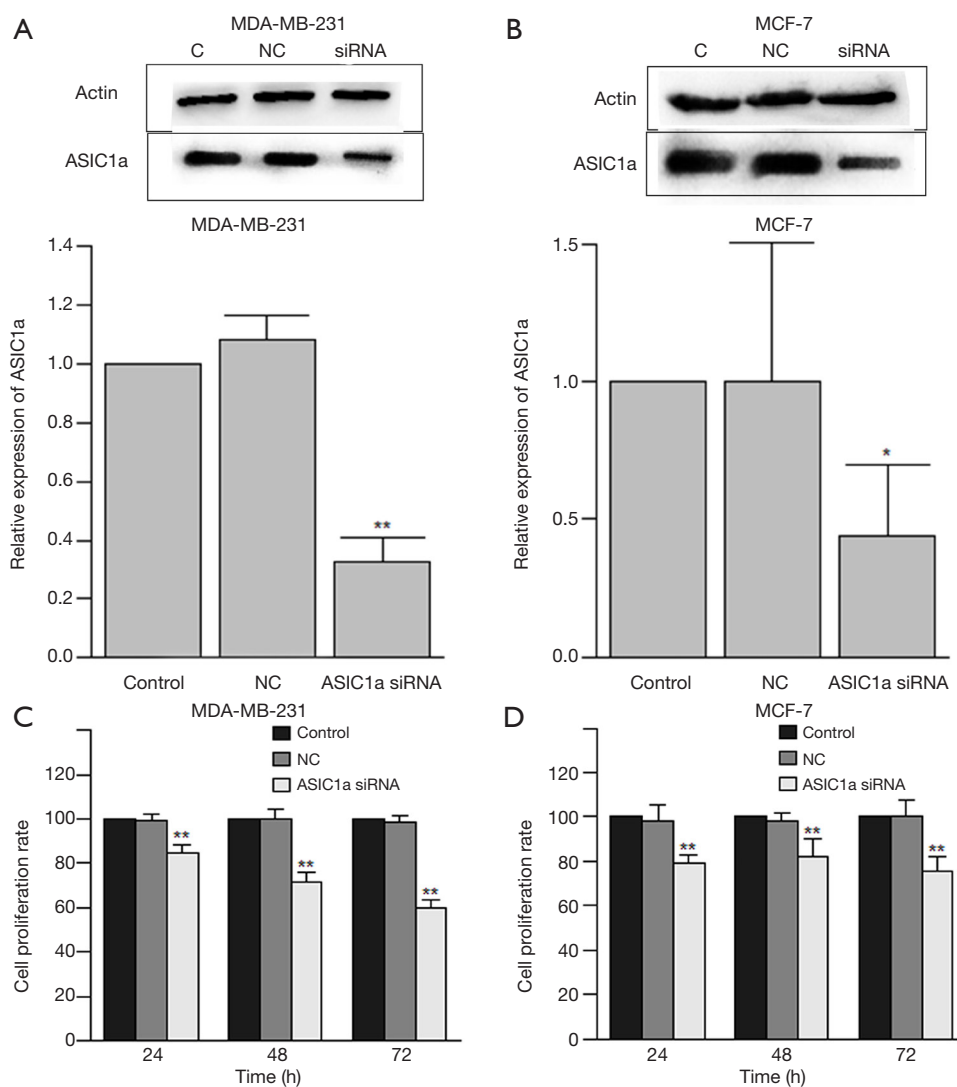 A
MDA-MB-231
C NC siRNA
Actin
ASIC1a
MDA-MB-231
Relative expression of ASIC1a
1.4
1.2
1.0
0.8
0.6
0.4
0.2
0.0
**
Control NC ASIC1a siRNA
B
MCF-7
C NC siRNA
Actin
ASIC1a
MCF-7
Relative expression of ASIC1a
1.5
1.0
0.5
0.0
*
Control NC ASIC1a siRNA
C
MDA-MB-231
Control
NC
ASIC1a siRNA
Cell proliferation rate
120
100
80
60
40
20
0
** ** **
24 48 72
Time (h)
D
MCF-7
Control
NC
ASIC1a siRNA
Cell proliferation rate
120
100
80
60
40
20
0
** ** **
24 48 72
Time (h)